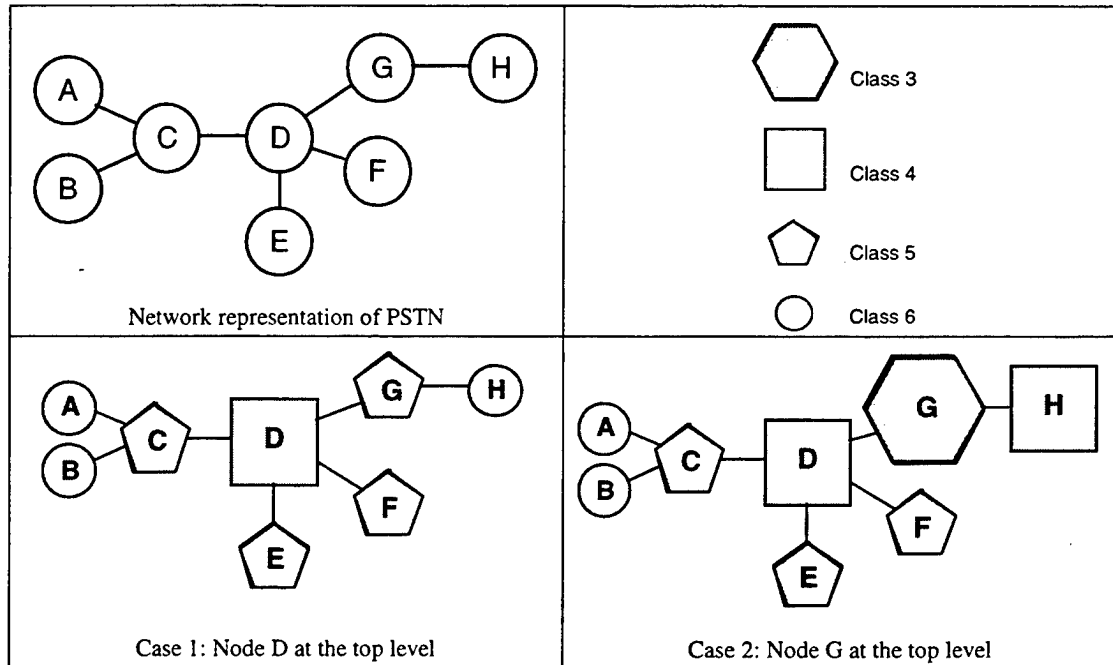 A
B
C
D
E
F
G
H
Network representation of PSTN
Class 3
Class 4
Class 5
Class 6
A
B
C
D
E
F
G
H
Case 1: Node D at the top level
A
B
C
D
E
F
G
H
Case 2: Node G at the top level